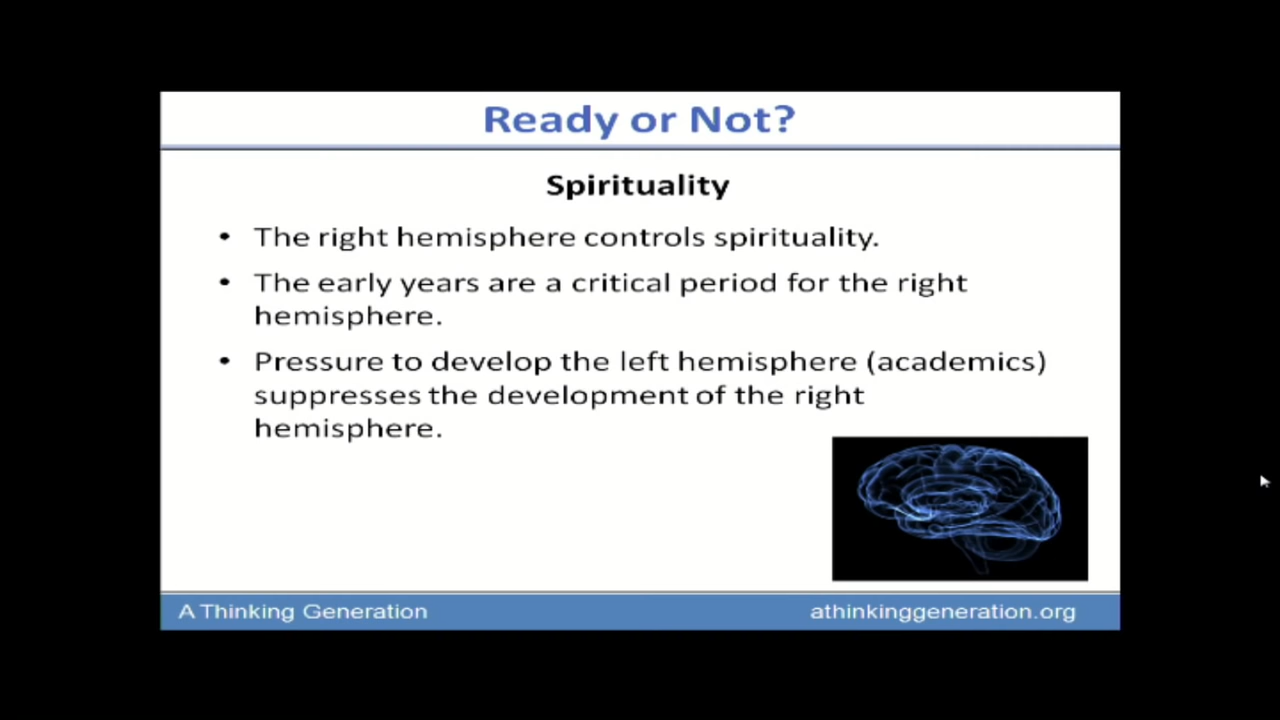 Ready or Not?
Spirituality
• The right hemisphere controls spirituality.
• The early years are a critical period for the right
hemisphere.
• Pressure to develop the left hemisphere (academics)
suppresses the development of the right
hemisphere.
A Thinking Generation
athinkinggeneration.org